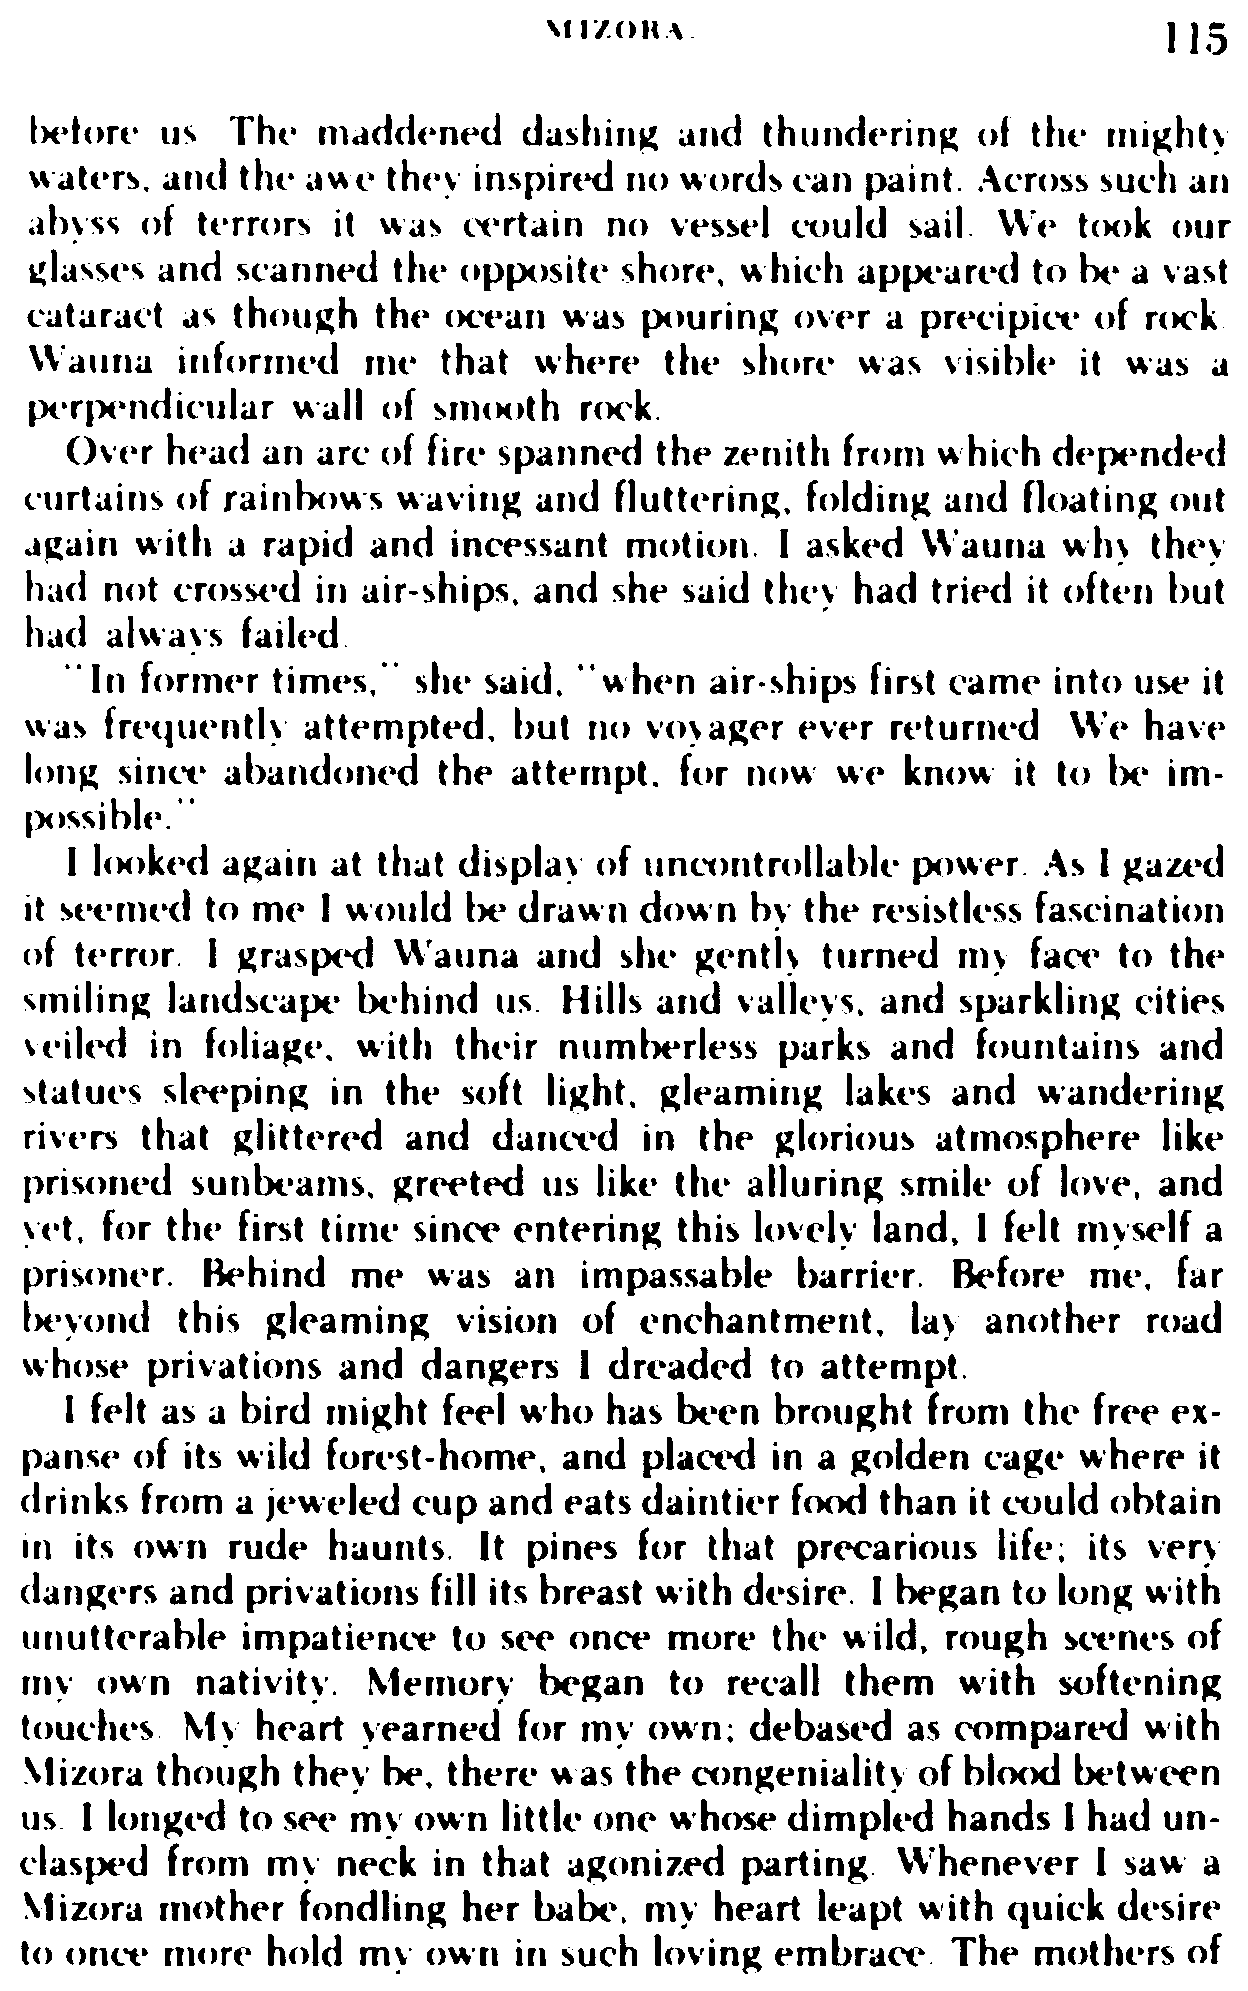 MIZORA.
115
before us. The maddened dashing and thundering of the mighty
waters, and the awe they inspired no words can paint. Across such an
abyss of terrors it was certain no vessel could sail. We took our
glasses and scanned the opposite shore, which appeared to be a vast
cataract as though the ocean was pouring over a precipice of rock.
Wauna informed me that where the shore was visible it was a
perpendicular wall of smooth rock.
Over head an arc of fire spanned the zenith from which depended
curtains of rainbows waving and fluttering, folding and floating out
again with a rapid and incessant motion. I asked Wauna why they
had not crossed in air-ships, and she said they had tried it often but
had always failed.
"In former times," she said, "when air-ships first came into use it
was frequently attempted, but no voyager ever returned. We have
long since abandoned the attempt, for now we know it to be im-
possible."
I looked again at that display of uncontrollable power. As I gazed
it seemed to me I would be drawn down by the resistless fascination
of terror. I grasped Wauna and she gently turned my face to the
smiling landscape behind us. Hills and valleys, and sparkling cities
veiled in foliage, with their numberless parks and fountains and
statues sleeping in the soft light, gleaming lakes and wandering
rivers that glittered and danced in the glorious atmosphere like
prisoned sunbeams, greeted us like the alluring smile of love, and
yet, for the first time since entering this lovely land, I felt myself a
prisoner. Behind me was an impassable barrier. Before me, far
beyond this gleaming vision of enchantment, lay another road
whose privations and dangers I dreaded to attempt.
I felt as a bird might feel who has been brought from the free ex-
panse of its wild forest-home, and placed in a golden cage where it
drinks from a jeweled cup and eats daintier food than it could obtain
in its own rude haunts. It pines for that precarious life; its very
dangers and privations fill its breast with desire. I began to long with
unutterable impatience to see once more the wild, rough scenes of
my own nativity. Memory began to recall them with softening
touches. My heart yearned for my own; debased as compared with
Mizora though they be, there was the congeniality of blood between
us. I longed to see my own little one whose dimpled hands I had un-
clasped from my neck in that agonized parting. Whenever I saw a
Mizora mother fondling her babe, my heart leapt with quick desire
to once more hold my own in such loving embrace. The mothers of